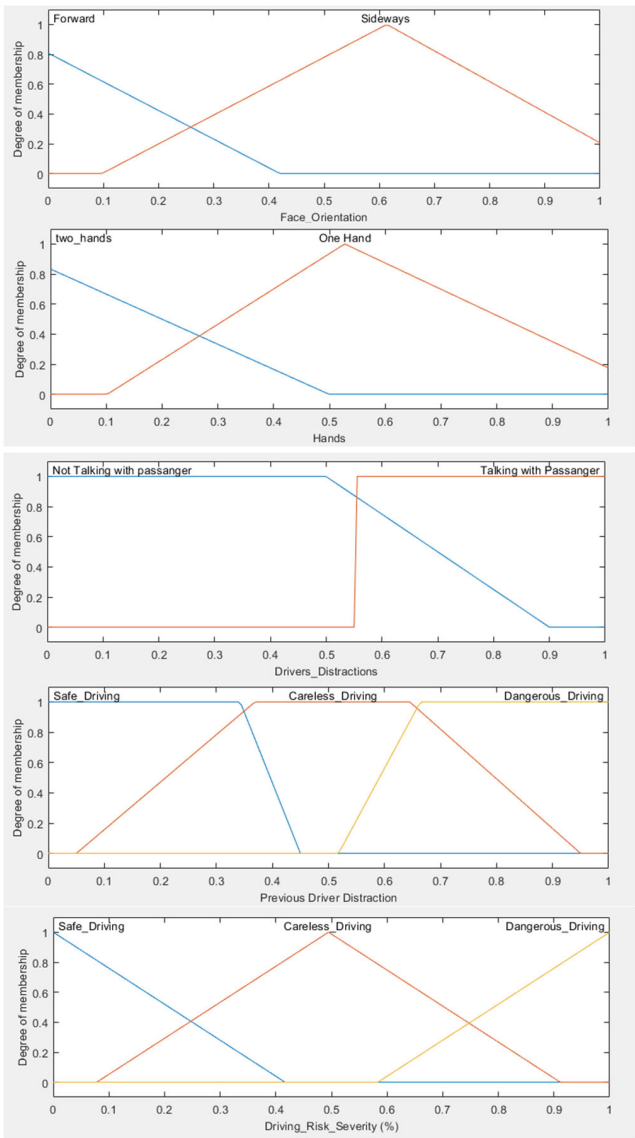 Forward Sideways
1
0.8
0.6
0.4
0.2
0
Degree of membership
0 0.1 0.2 0.3 0.4 0.5 0.6 0.7 0.8 0.9 1
Face_Orientation
two_hands One Hand
1
0.8
0.6
0.4
0.2
0
Degree of membership
0 0.1 0.2 0.3 0.4 0.5 0.6 0.7 0.8 0.9 1
Hands
Not Talking with passanger Talking with Passanger
1
0.8
0.6
0.4
0.2
0
Degree of membership
0 0.1 0.2 0.3 0.4 0.5 0.6 0.7 0.8 0.9 1
Drivers_Distractions
Safe_Driving Careless_Driving Dangerous_Driving
1
0.8
0.6
0.4
0.2
0
Degree of membership
0 0.1 0.2 0.3 0.4 0.5 0.6 0.7 0.8 0.9 1
Previous Driver Distraction
Safe_Driving Careless_Driving Dangerous_Driving
1
0.8
0.6
0.4
0.2
0
Degree of membership
0 0.1 0.2 0.3 0.4 0.5 0.6 0.7 0.8 0.9 1
Driving_Risk_Severity (%)